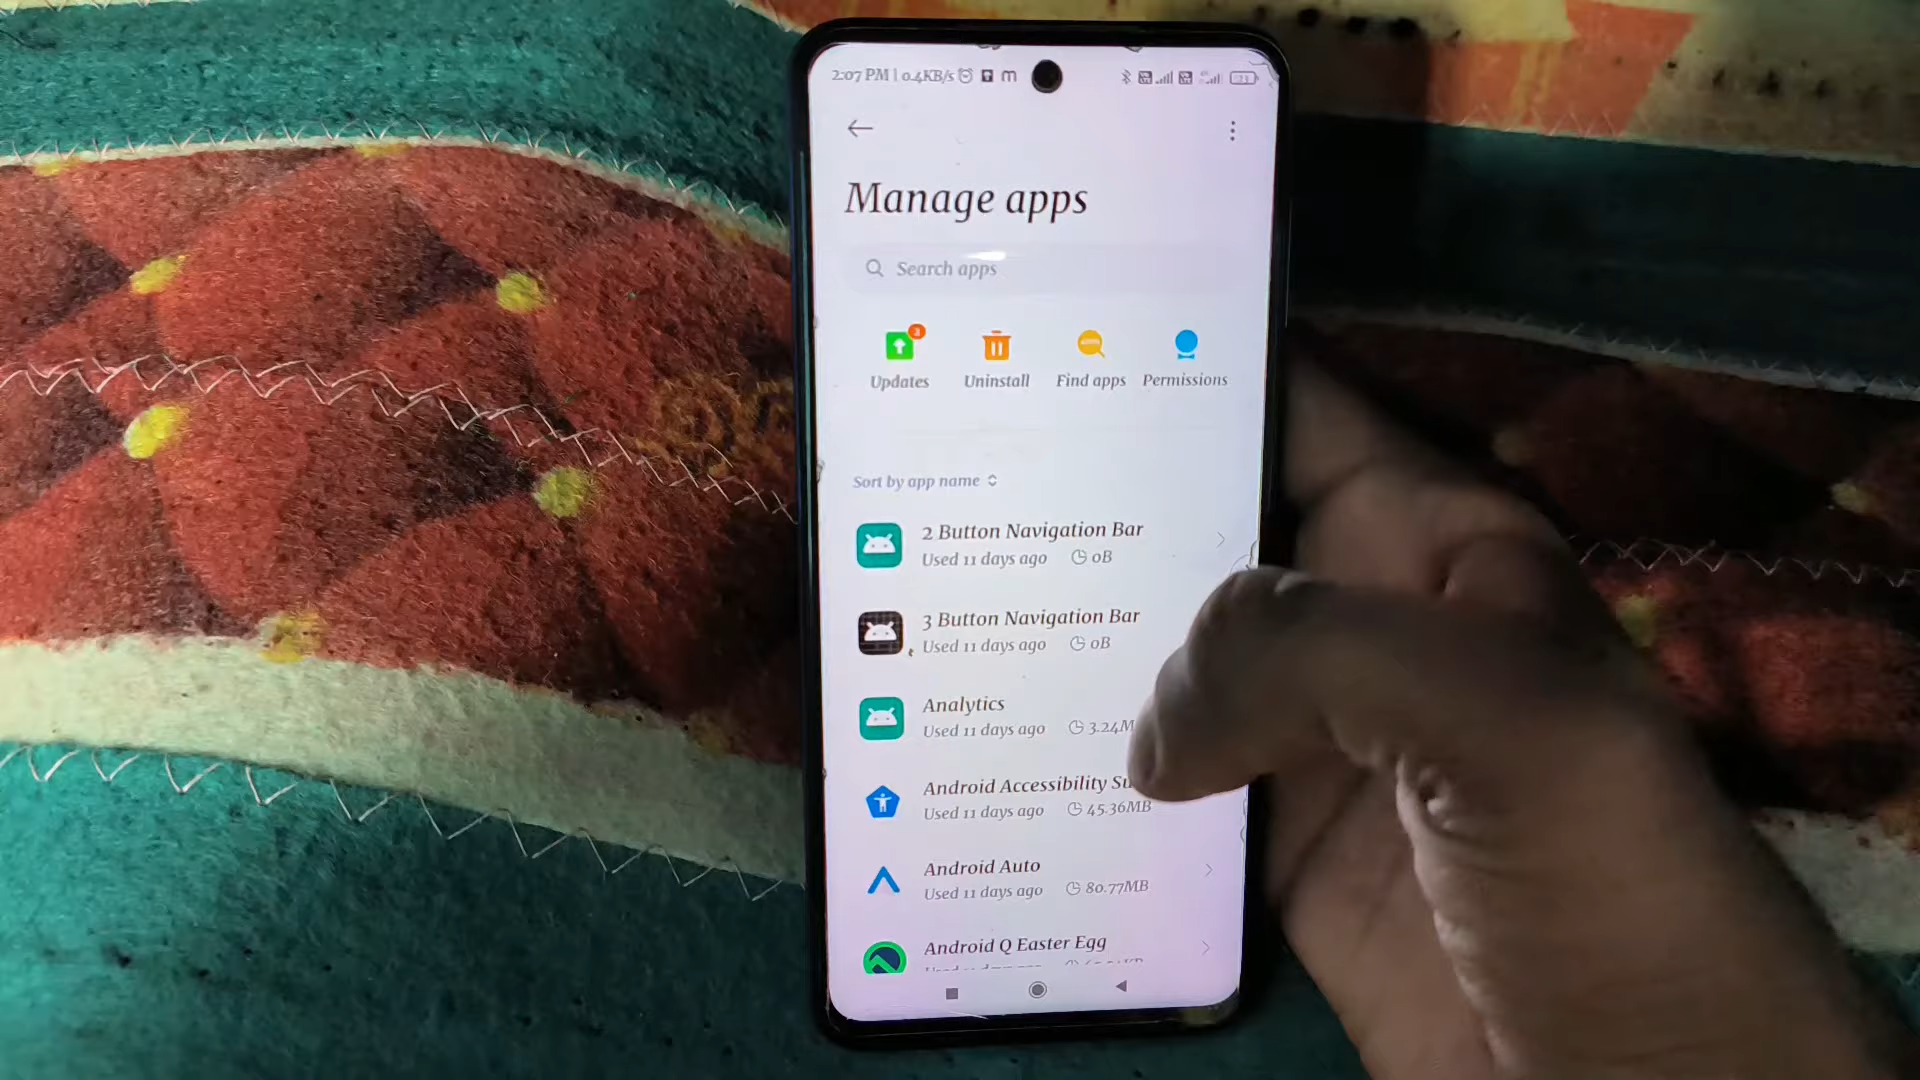 2:07 PM | 0.4KB/s m
Manage apps
Search apps
3
Updates Uninstall Find apps Permissions
Sort by app name
2 Button Navigation Bar
Used 11 days ago 0B
3 Button Navigation Bar
Used 11 days ago 0B
Analytics
Used 11 days ago 3.24M
Android Accessibility Su
Used 11 days ago 45.36MB
Android Auto
Used 11 days ago 80.77MB
Android Q Easter Egg